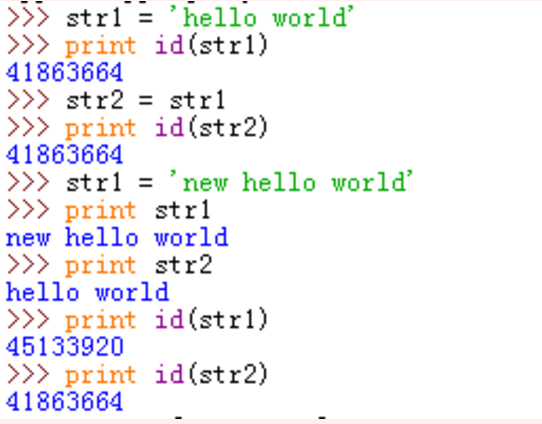 >>> str1 = 'hello world'
>>> print id(str1)
41863664
>>> str2 = str1
>>> print id(str2)
41863664
>>> str1 = 'new hello world'
>>> print str1
new hello world
>>> print str2
hello world
>>> print id(str1)
45133920
>>> print id(str2)
41863664